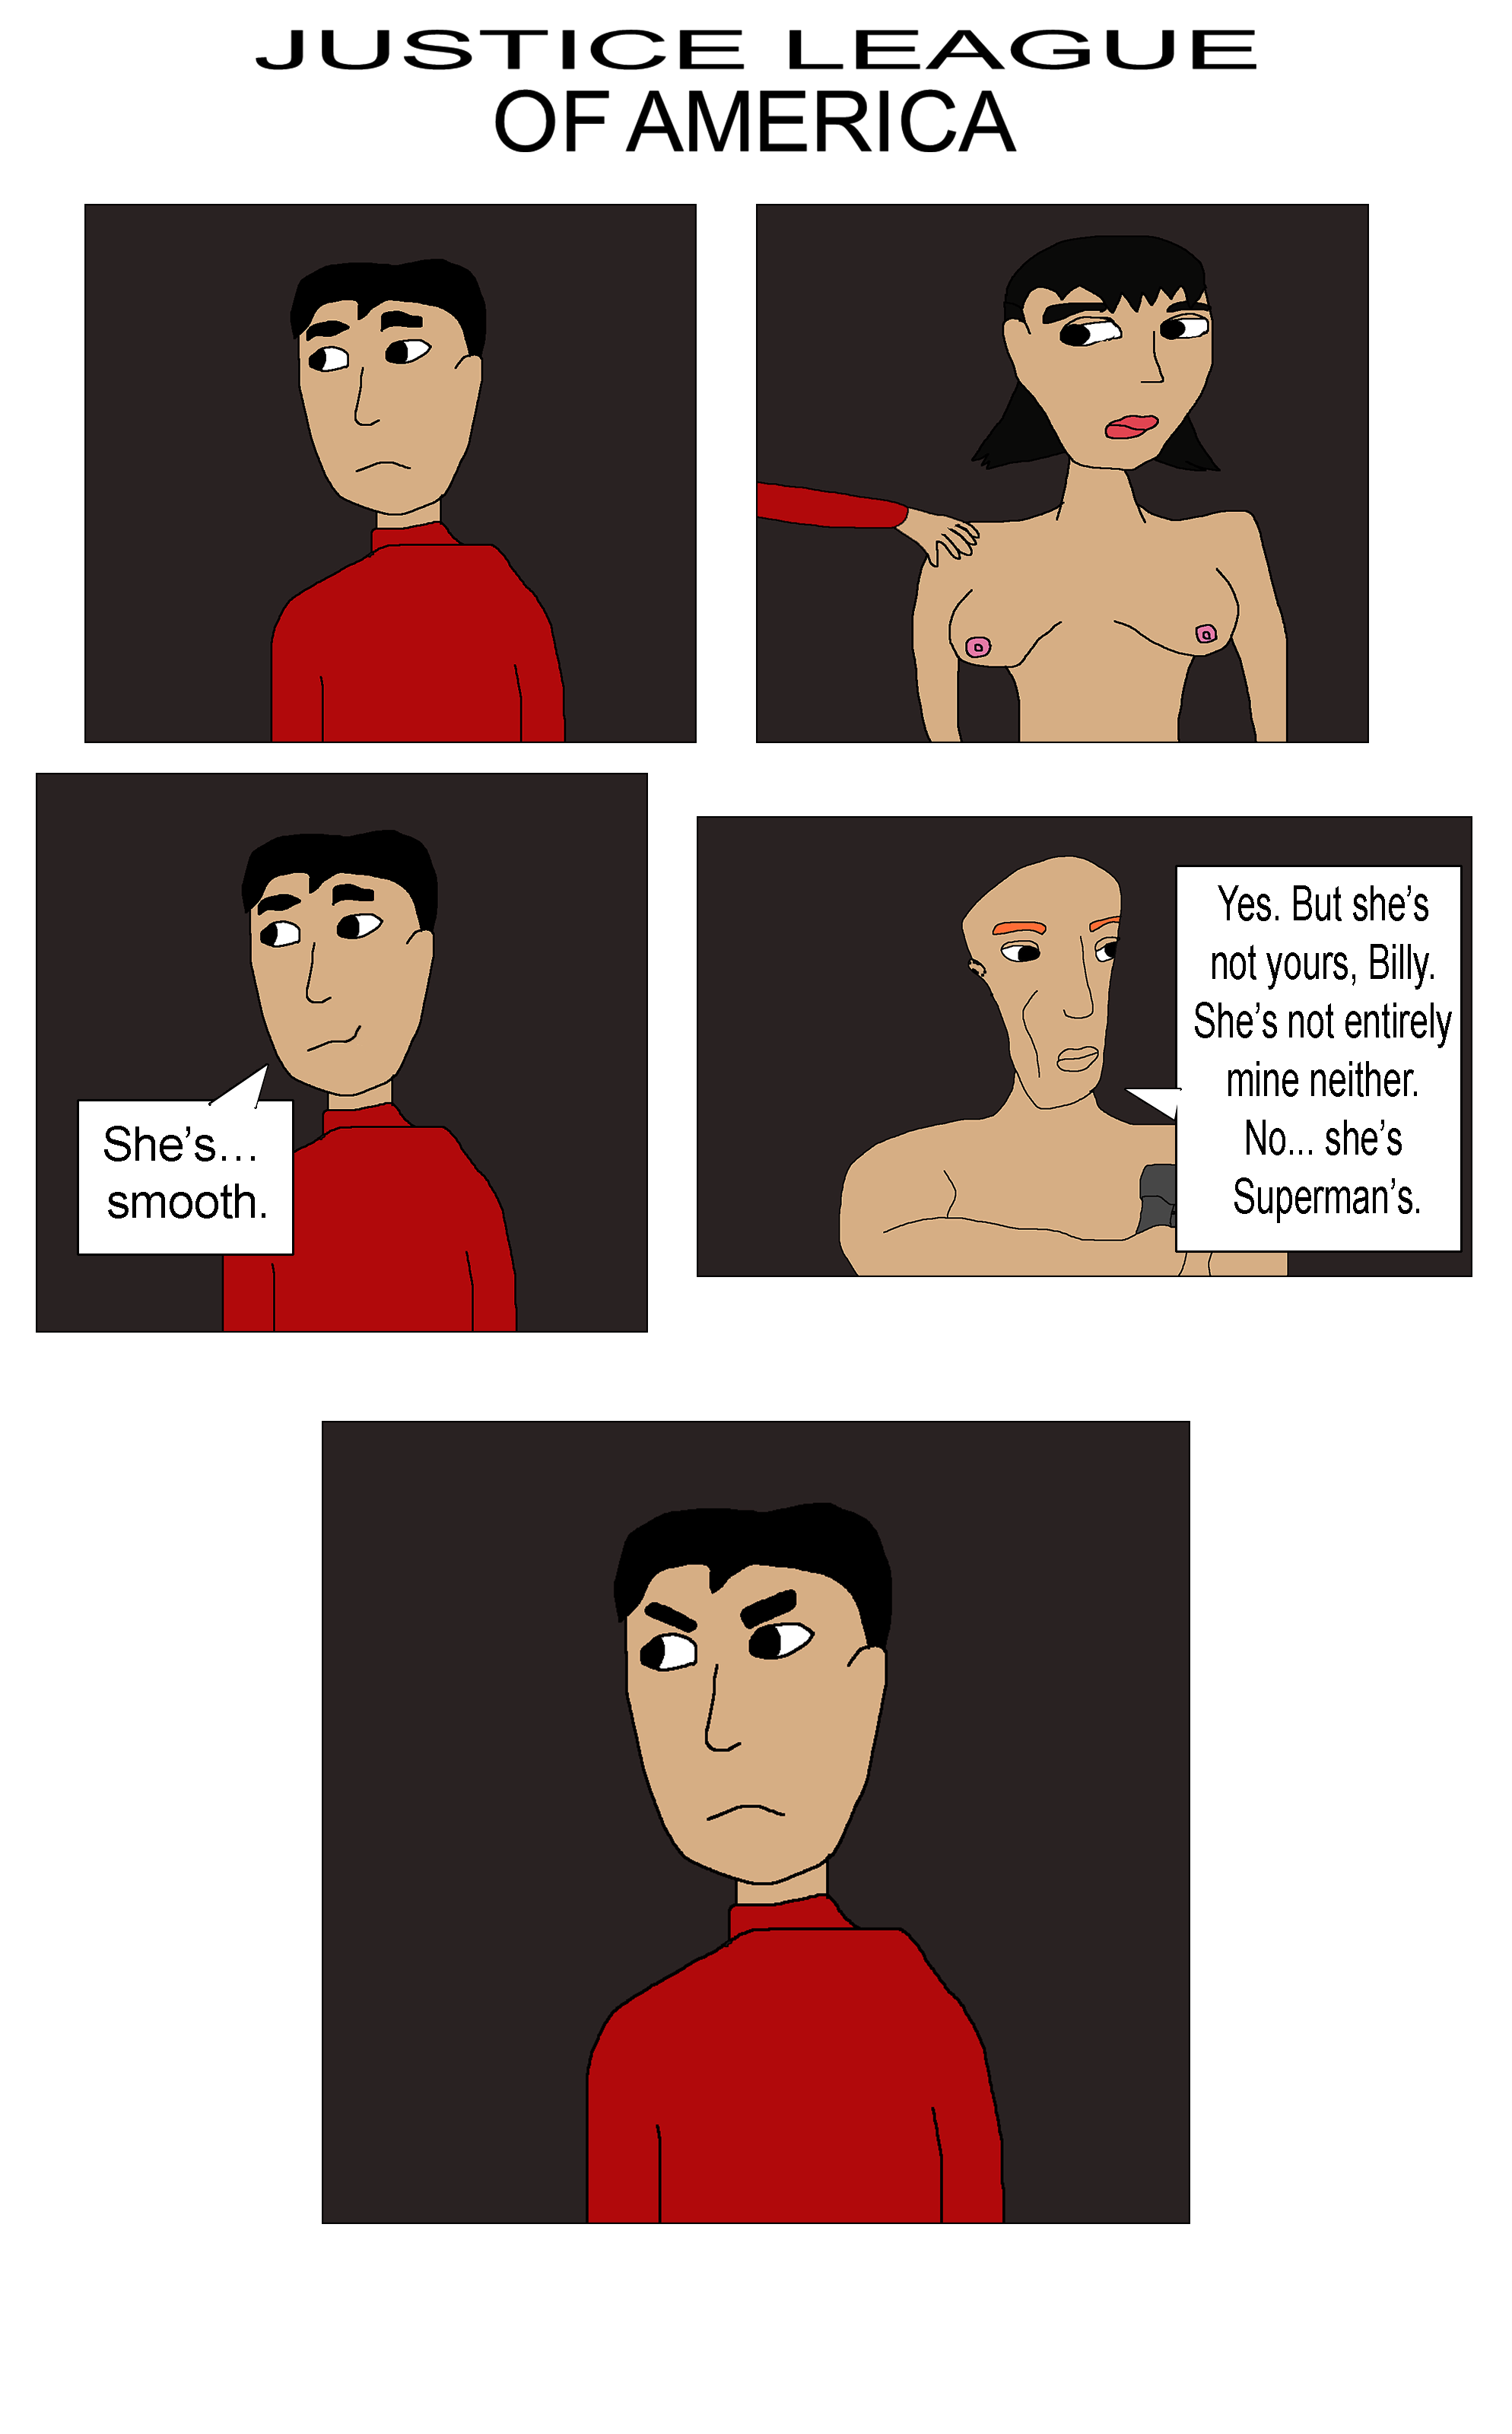 JUSTICE LEAGUE
OF AMERICA
She's...
smooth.
Yes. But she's
not yours, Billy.
She's not entirely
mine neither.
No... she's
Superman's.